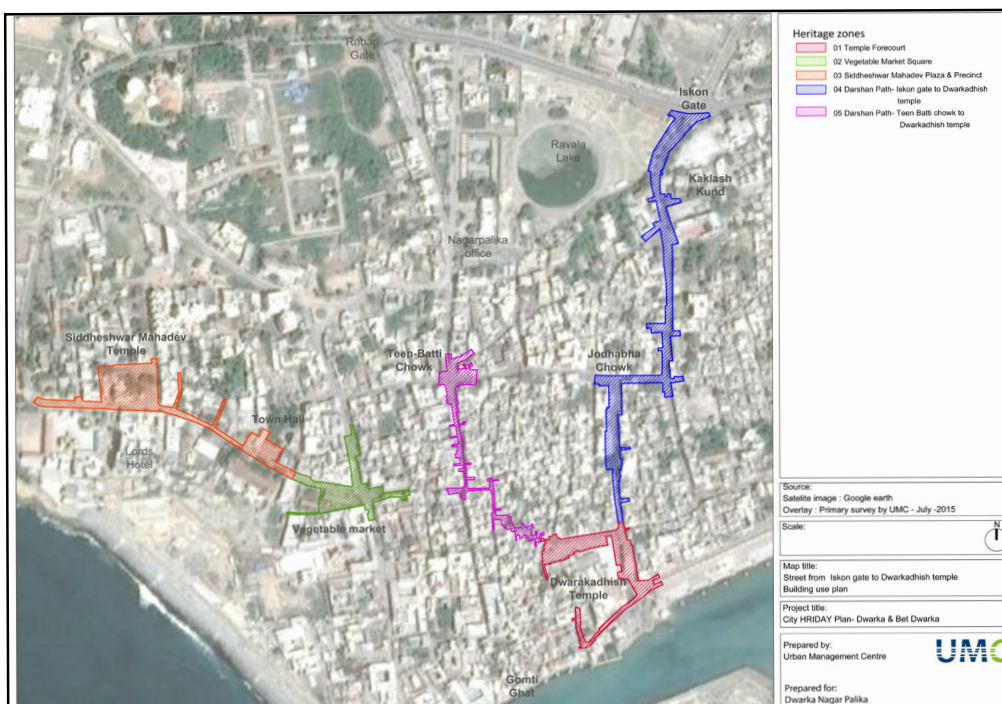 Raban
Gate
Iskon
Gate
Ravala
Lake
Kaklash
Kund
Nagarpalika
office
Siddheshwar Mahadev
Temple
Teen-Batti
Chowk
Jodhabha
Chowk
Town Hall
Lords
Hotel
Vegetable market
Dwarakadhish
Temple
Gomti
Ghat
Heritage zones
01 Temple Forecourt
02 Vegetable Market Square
03 Siddheshwar Mahadev Plaza & Precinct
04 Darshan Path- Iskon gate to Dwarkadhish
temple
05 Darshan Path- Teen Batti chowk to
Dwarkadhish temple
Source:
Satelite image : Google earth
Overlay : Primary survey by UMC - July -2015
Scale:
N
Map title:
Street from Iskon gate to Dwarkadhish temple
Building use plan
Project title:
City HRIDAY Plan- Dwarka & Bet Dwarka
Prepared by:
Urban Management Centre
UMC
Prepared for:
Dwarka Nagar Palika